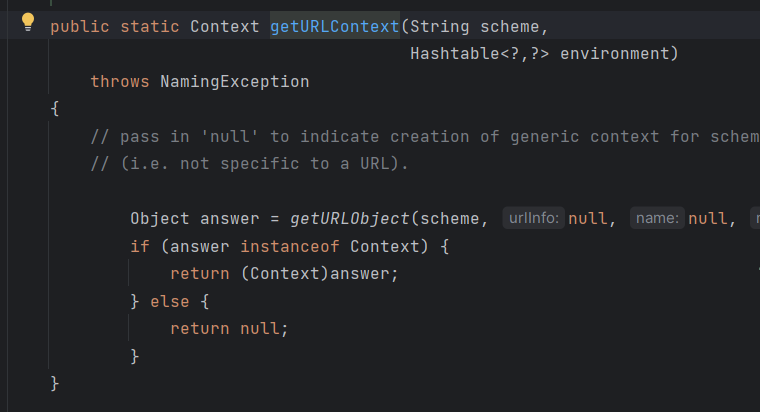 public static Context getURLContext(String scheme,
                                    Hashtable<?,?> environment)
    throws NamingException
{
    // pass in 'null' to indicate creation of generic context for schem
    // (i.e. not specific to a URL).
        Object answer = getURLObject(scheme, urlInfo: null, name: null,
        if (answer instanceof Context) {
            return (Context)answer;
        } else {
            return null;
        }
}